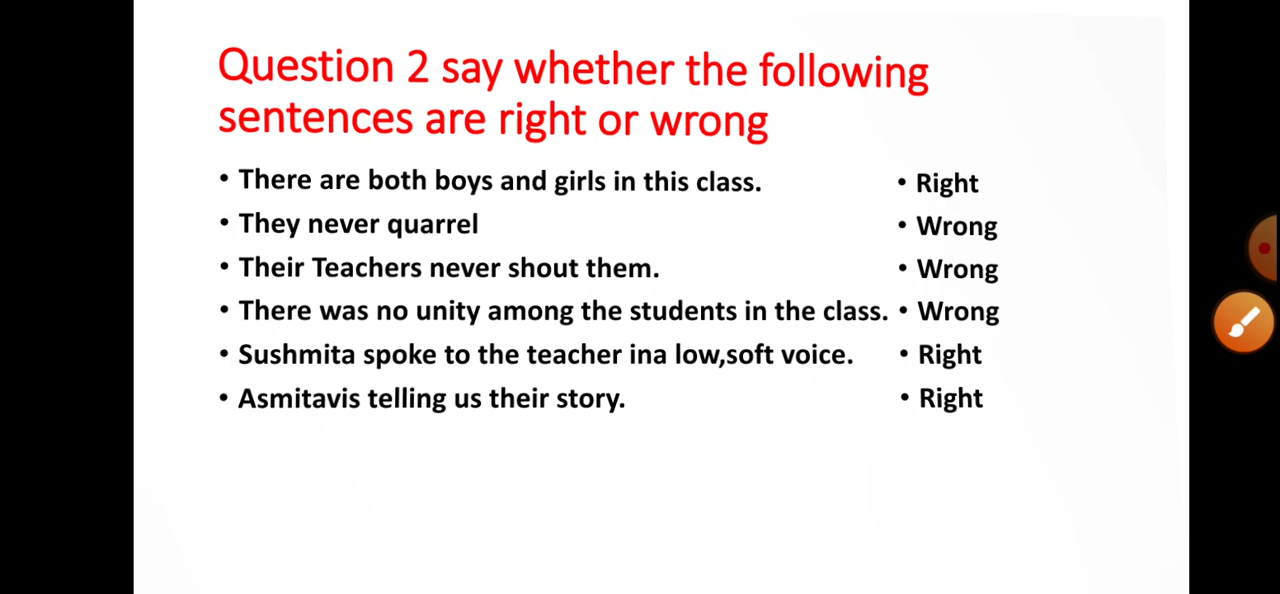 Question 2 say whether the following
sentences are right or wrong
• There are both boys and girls in this class. • Right
• They never quarrel • Wrong
• Their Teachers never shout them. • Wrong
• There was no unity among the students in the class. • Wrong
• Sushmita spoke to the teacher ina low,soft voice. • Right
• Asmitavis telling us their story. • Right